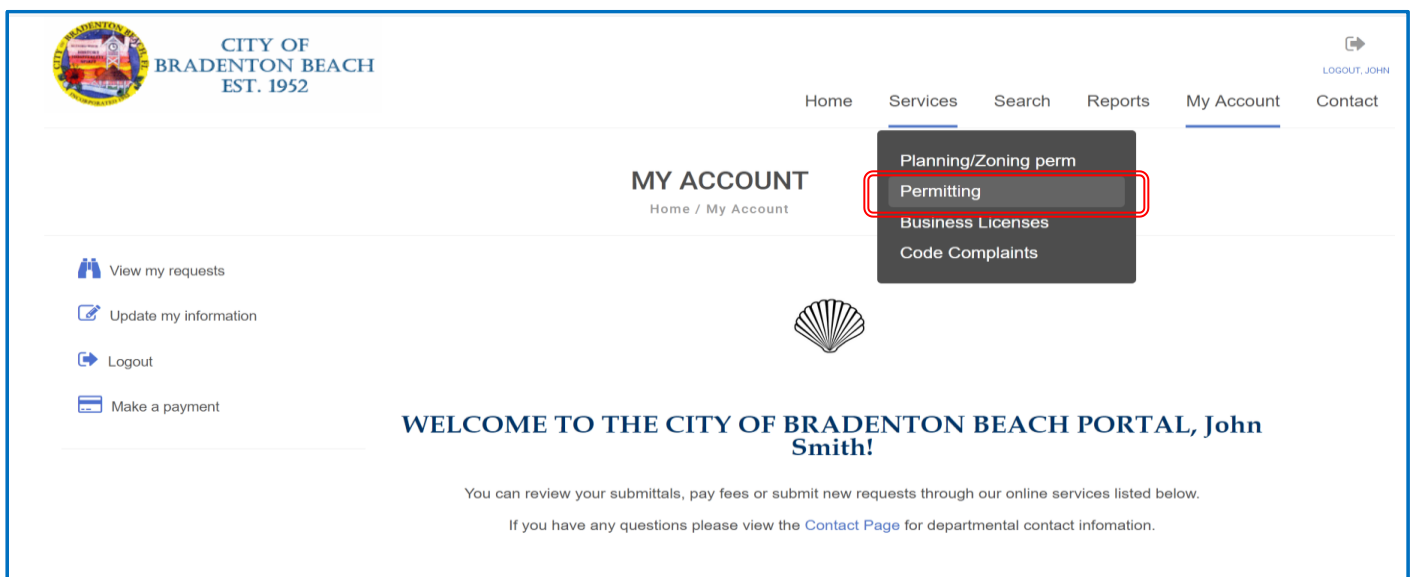 CITY OF
BRADENTON BEACH
EST. 1952
LOGOUT, JOHN
Home Services Search Reports My Account Contact
Planning/Zoning perm
Permitting
Business Licenses
Code Complaints
MY ACCOUNT
Home / My Account
View my requests
Update my information
Logout
Make a payment
WELCOME TO THE CITY OF BRADENTON BEACH PORTAL, John
Smith!
You can review your submittals, pay fees or submit new requests through our online services listed below.
If you have any questions please view the Contact Page for departmental contact infomation.